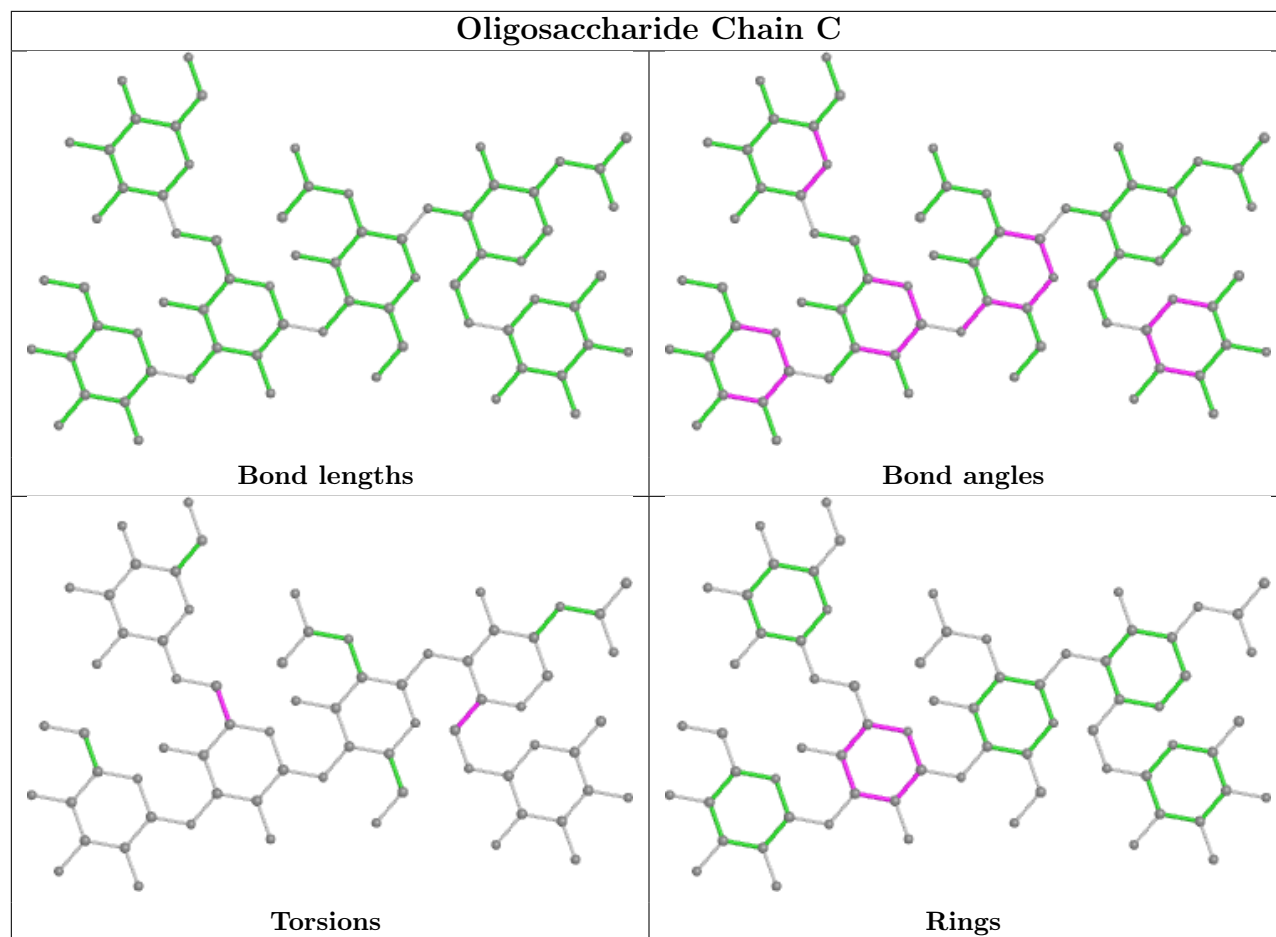 Oligosaccharide Chain C
Bond lengths
Bond angles
Torsions
Rings